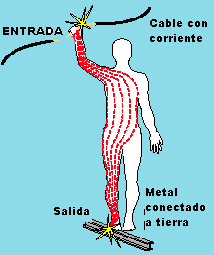 Cable con
corriente
ENTRADA
Salida
Metal
conectado
a tierra